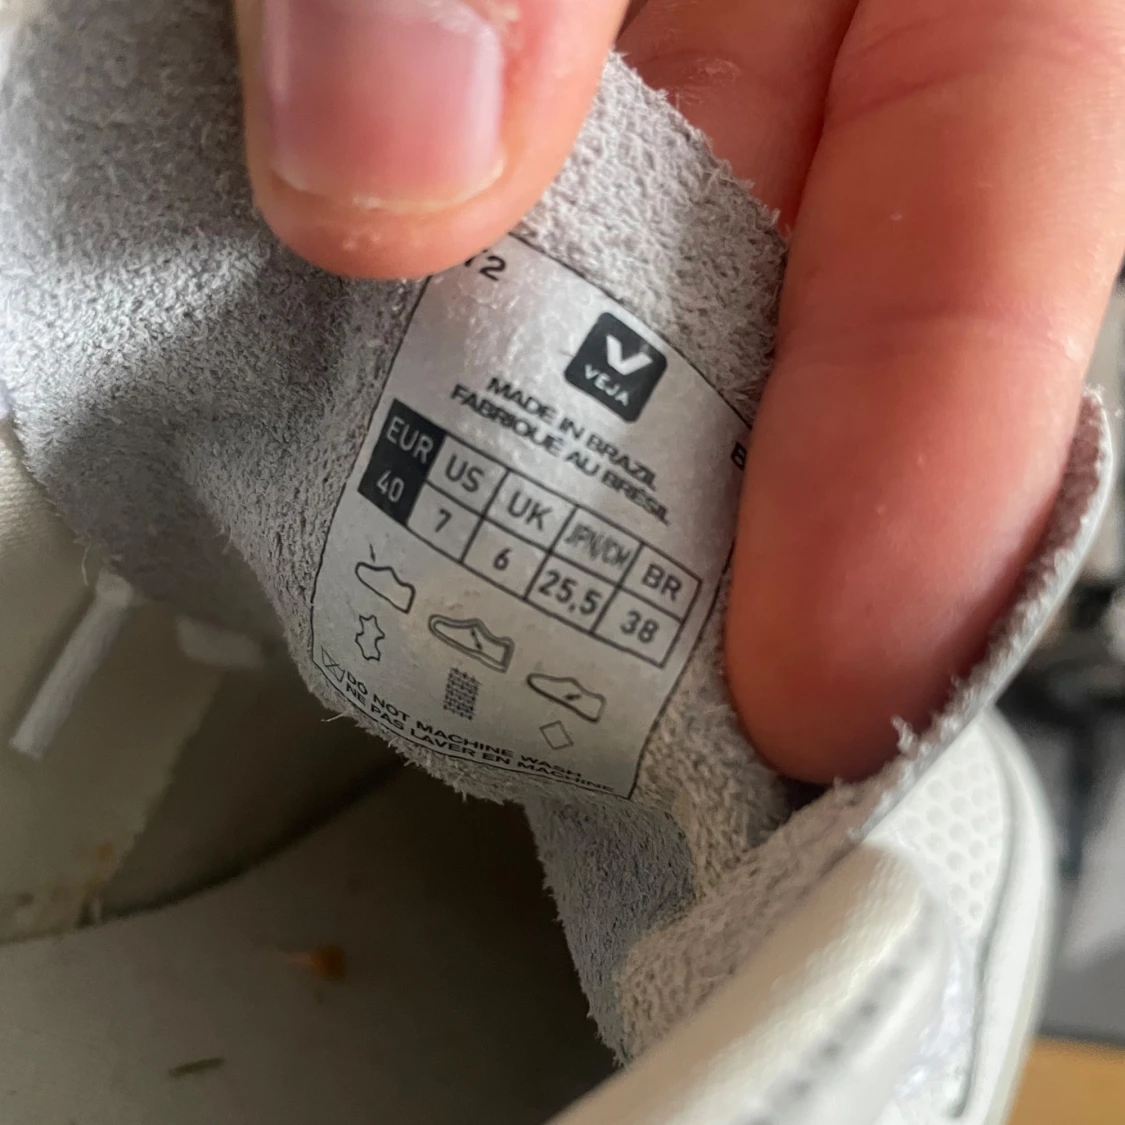 VEJA
MADE IN BRAZIL
FABRIQUÉ AU BRÉSIL
EUR US UK JPN/CM BR
40 7 6 25,5 38
DO NOT MACHINE WASH
NE PAS LAVER EN MACHINE